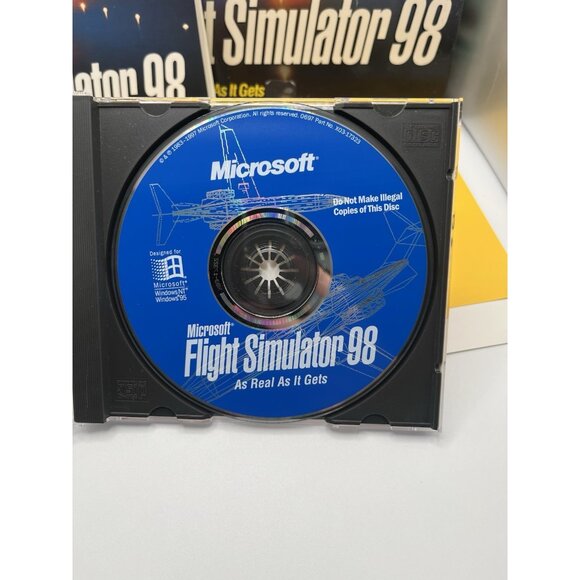 t Simulator 98
ator 98
As It Gets
℗ & © 1983-1997 Microsoft Corporation. All rights reserved. 0697 Part No. X03-17323
Microsoft®
Do Not Make Illegal
Copies of This Disc
Designed for
Microsoft®
Windows NT®
Windows®95
Microsoft®
Flight Simulator 98
As Real As It Gets